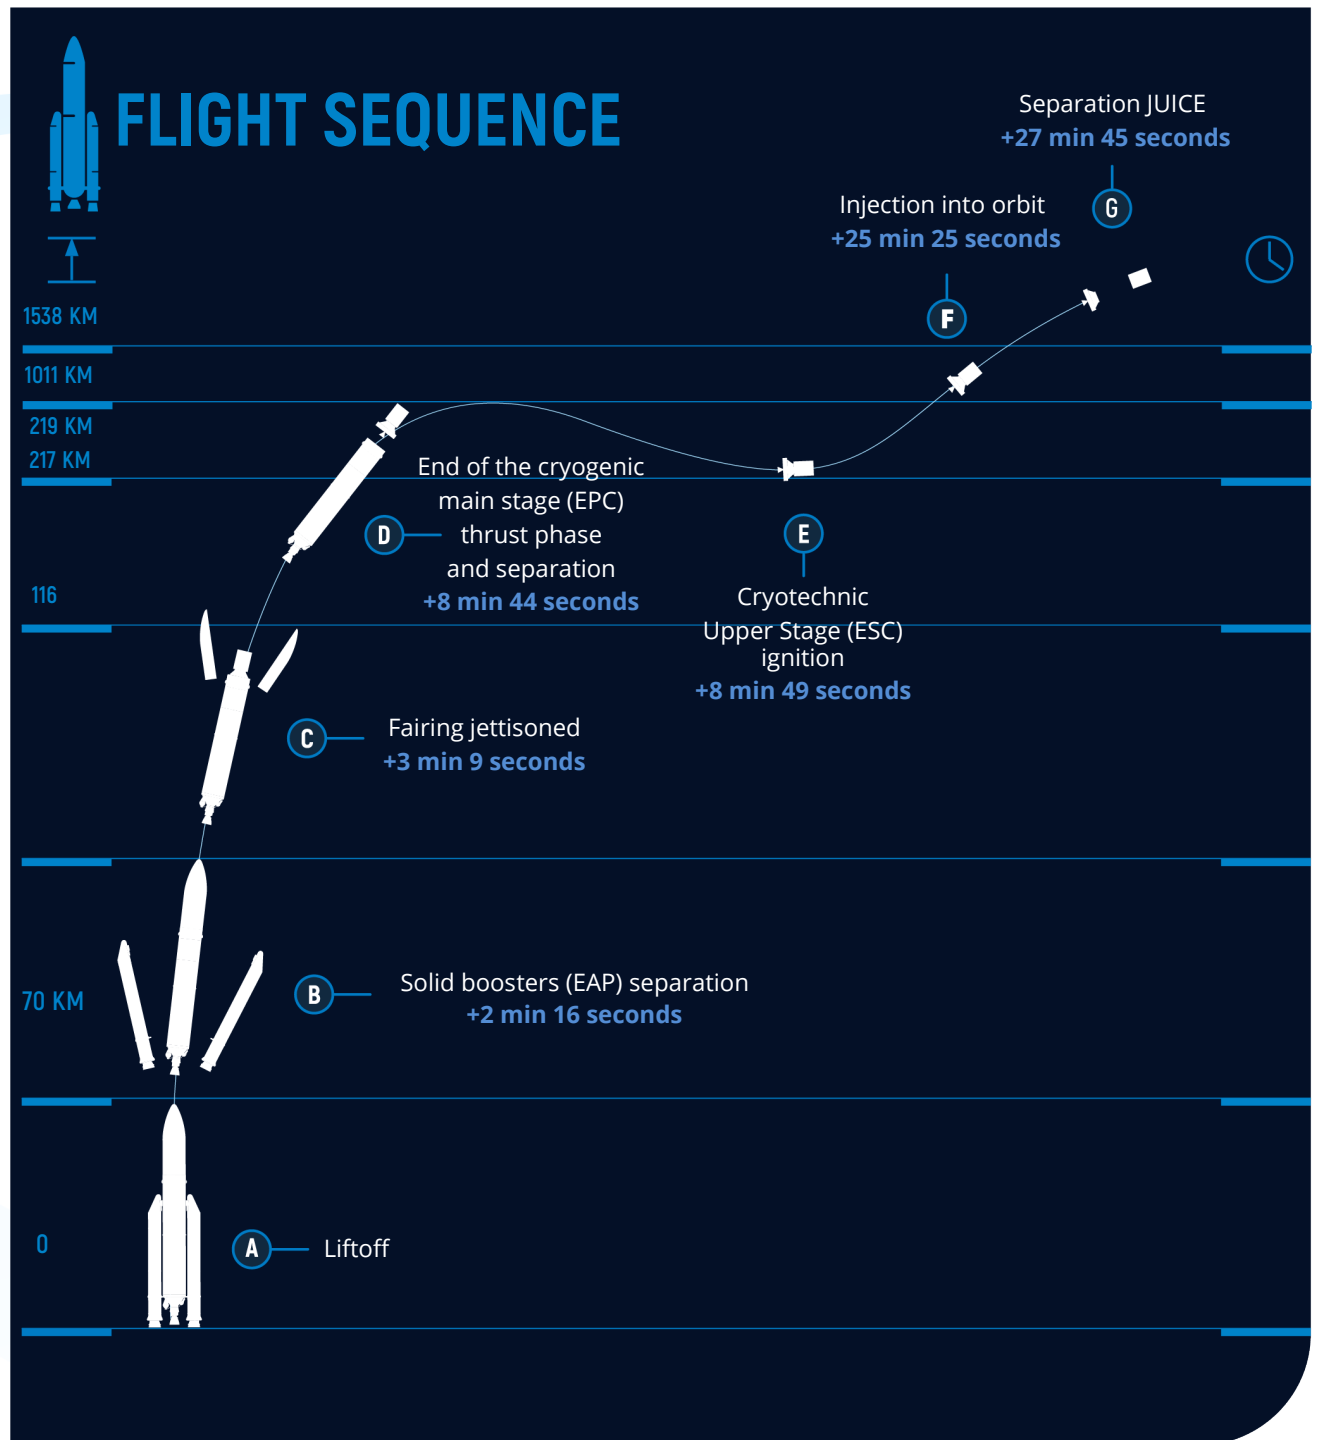 FLIGHT SEQUENCE
Separation JUICE
+27 min 45 seconds
G
Injection into orbit
+25 min 25 seconds
F
1538 KM
1011 KM
219 KM
217 KM
End of the cryogenic
main stage (EPC)
thrust phase
and separation
+8 min 44 seconds
D
E
Cryotechnic
Upper Stage (ESC)
ignition
+8 min 49 seconds
116
C
Fairing jettisoned
+3 min 9 seconds
70 KM
B
Solid boosters (EAP) separation
+2 min 16 seconds
0
A
Liftoff